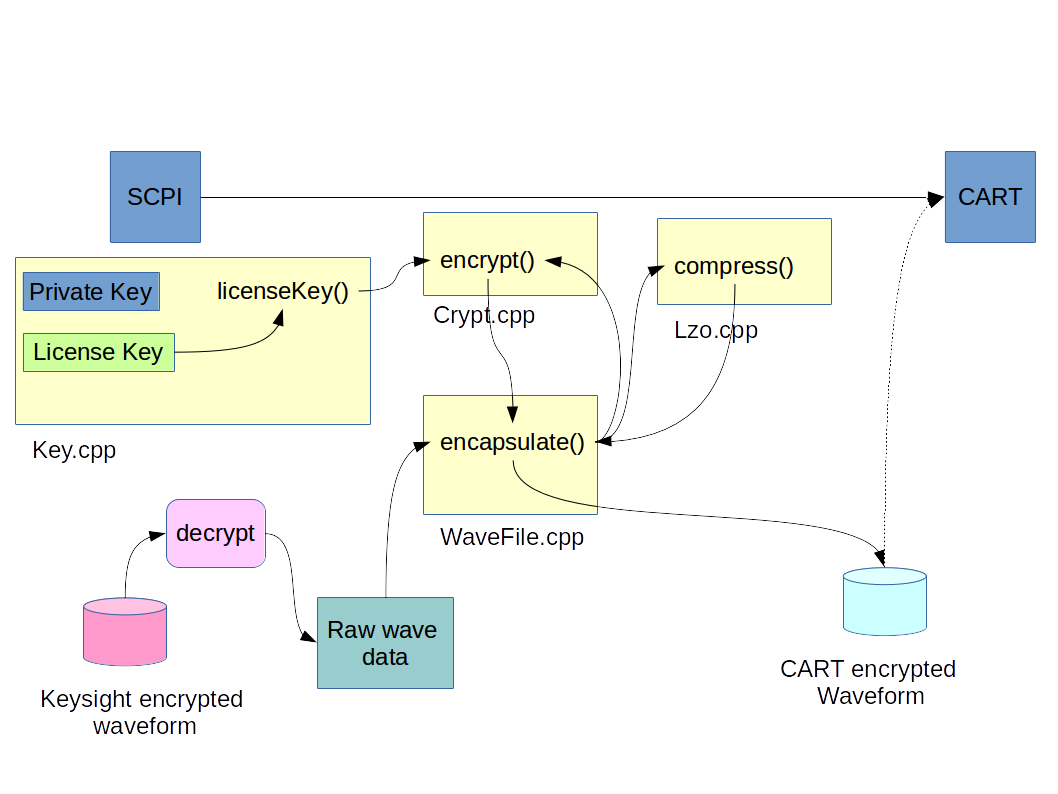 SCPI
CART
encrypt()
compress()
Private Key
licenseKey()
Crypt.cpp
Lzo.cpp
License Key
encapsulate()
Key.cpp
WaveFile.cpp
decrypt
Raw wave
data
Keysight encrypted
waveform
CART encrypted
Waveform